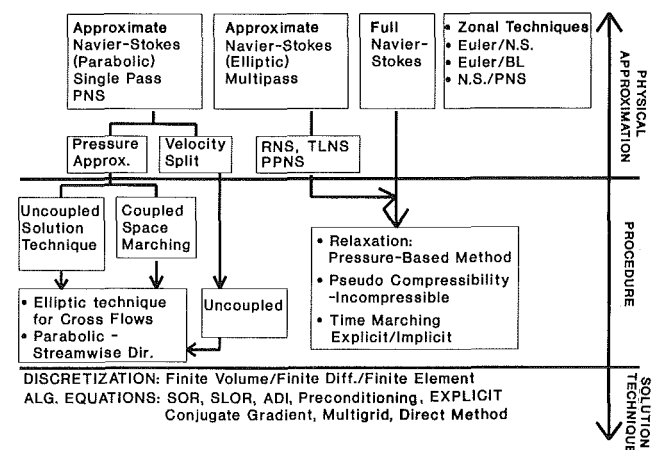 Approximate
Navier-Stokes
(Parabolic)
Single Pass
PNS
Approximate
Navier-Stokes
(Elliptic)
Multipass
Full
Navier-
Stokes
• Zonal Techniques
• Euler/N.S.
• Euler/BL
• N.S./PNS
PHYSICAL
APPROXIMATION
Pressure
Approx.
Velocity
Split
RNS, TLNS
PPNS
Uncoupled
Solution
Technique
Coupled
Space
Marching
• Relaxation:
Pressure-Based Method
• Pseudo Compressibility
-Incompressible
• Time Marching
Explicit/Implicit
PROCEDURE
• Elliptic technique
for Cross Flows
• Parabolic -
Streamwise Dir.
Uncoupled
DISCRETIZATION: Finite Volume/Finite Diff./Finite Element
ALG. EQUATIONS: SOR, SLOR, ADI, Preconditioning, EXPLICIT
Conjugate Gradient, Multigrid, Direct Method
SOLUTION
TECHNIQUE